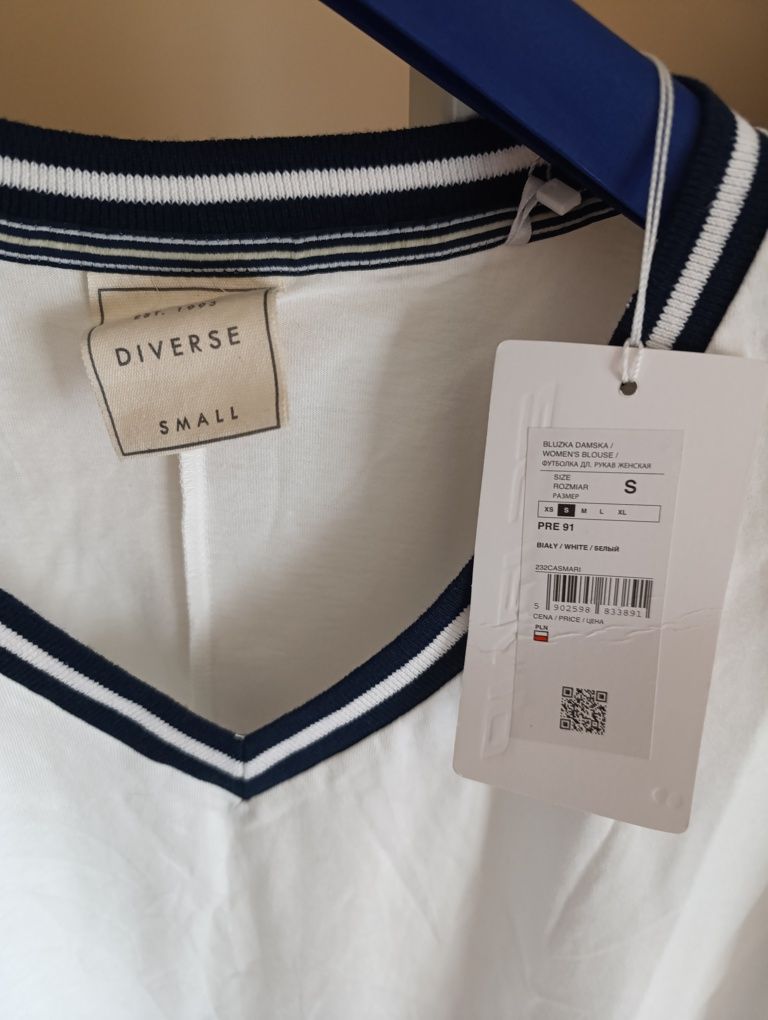 EST. 1993
DIVERSE
SMALL
BLUZKA DAMSKA /
WOMEN'S BLOUSE /
ФУТБОЛКА ДЛ. РУКАВ ЖЕНСКАЯ
SIZE
ROZMIAR
РАЗМЕР
S
XS S M L XL
PRE 91
BIAŁY / WHITE / БЕЛЫЙ
232CASMARI
5 902598 833891
CENA / PRICE / ЦЕНА
PLN